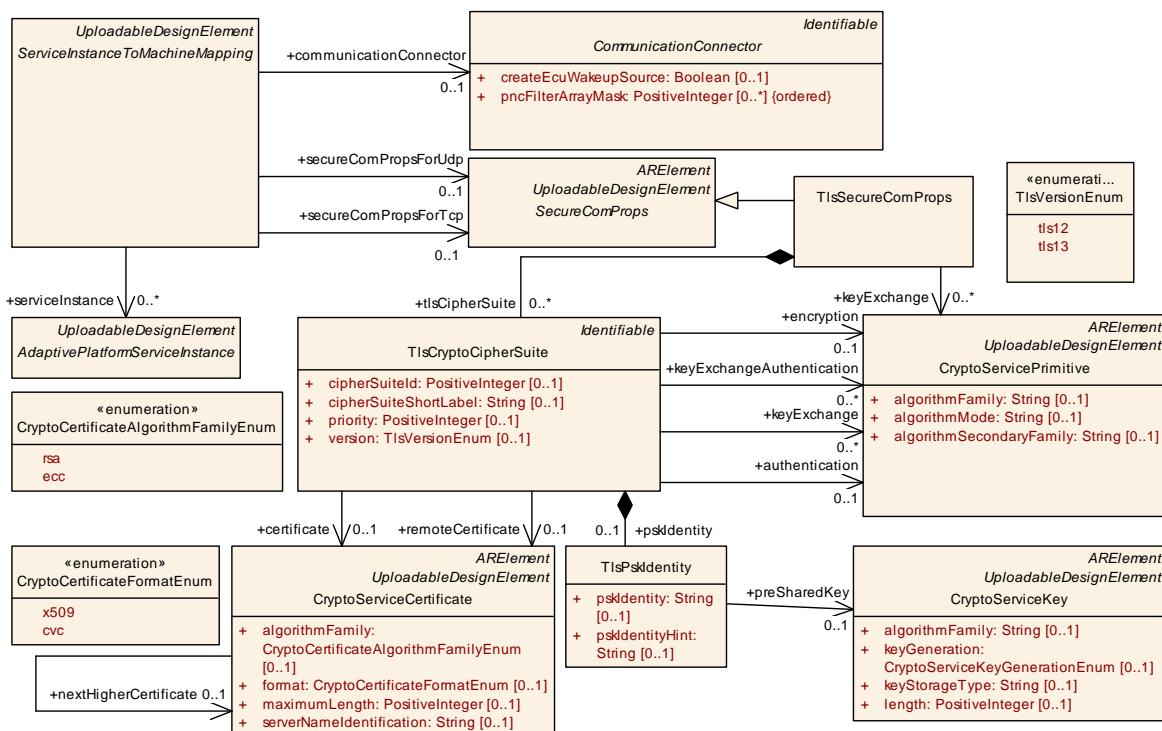 UploadableDesignElement
ServiceInstanceToMachineMapping
+communicationConnector
0..1
Identifiable
CommunicationConnector
+ createEcuWakeupSource: Boolean [0..1]
+ pncFilterArrayMask: PositiveInteger [0..*] {ordered}
+secureComPropsForUdp
0..1
+secureComPropsForTcp
0..1
ARElement
UploadableDesignElement
SecureComProps
TlsSecureComProps
«enumerati...
TlsVersionEnum
tls12
tls13
+serviceInstance
0..*
+tlsCipherSuite
0..*
+keyExchange
0..*
UploadableDesignElement
AdaptivePlatformServiceInstance
Identifiable
TlsCryptoCipherSuite
+ cipherSuiteId: PositiveInteger [0..1]
+ cipherSuiteShortLabel: String [0..1]
+ priority: PositiveInteger [0..1]
+ version: TlsVersionEnum [0..1]
+encryption
0..1
+keyExchangeAuthentication
0..*
+keyExchange
0..*
+authentication
0..1
ARElement
UploadableDesignElement
CryptoServicePrimitive
+ algorithmFamily: String [0..1]
+ algorithmMode: String [0..1]
+ algorithmSecondaryFamily: String [0..1]
«enumeration»
CryptoCertificateAlgorithmFamilyEnum
rsa
ecc
+certificate
0..1
+remoteCertificate
0..1
0..1
+pskIdentity
«enumeration»
CryptoCertificateFormatEnum
x509
cvc
ARElement
UploadableDesignElement
CryptoServiceCertificate
+ algorithmFamily:
CryptoCertificateAlgorithmFamilyEnum
[0..1]
+ format: CryptoCertificateFormatEnum [0..1]
+ maximumLength: PositiveInteger [0..1]
+ serverNameIdentification: String [0..1]
+nextHigherCertificate 0..1
TlsPskIdentity
+ pskIdentity: String
[0..1]
+ pskIdentityHint:
String [0..1]
+preSharedKey
0..1
ARElement
UploadableDesignElement
CryptoServiceKey
+ algorithmFamily: String [0..1]
+ keyGeneration:
CryptoServiceKeyGenerationEnum [0..1]
+ keyStorageType: String [0..1]
+ length: PositiveInteger [0..1]